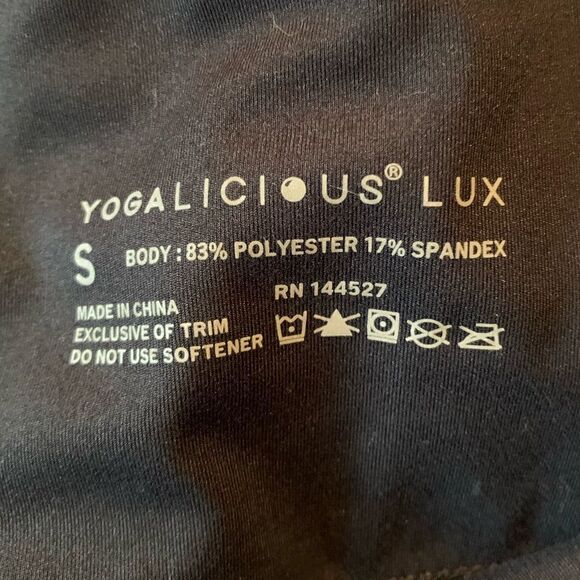 YOGALICIOUS® LUX
S BODY : 83% POLYESTER 17% SPANDEX
RN 144527
MADE IN CHINA
EXCLUSIVE OF TRIM
DO NOT USE SOFTENER